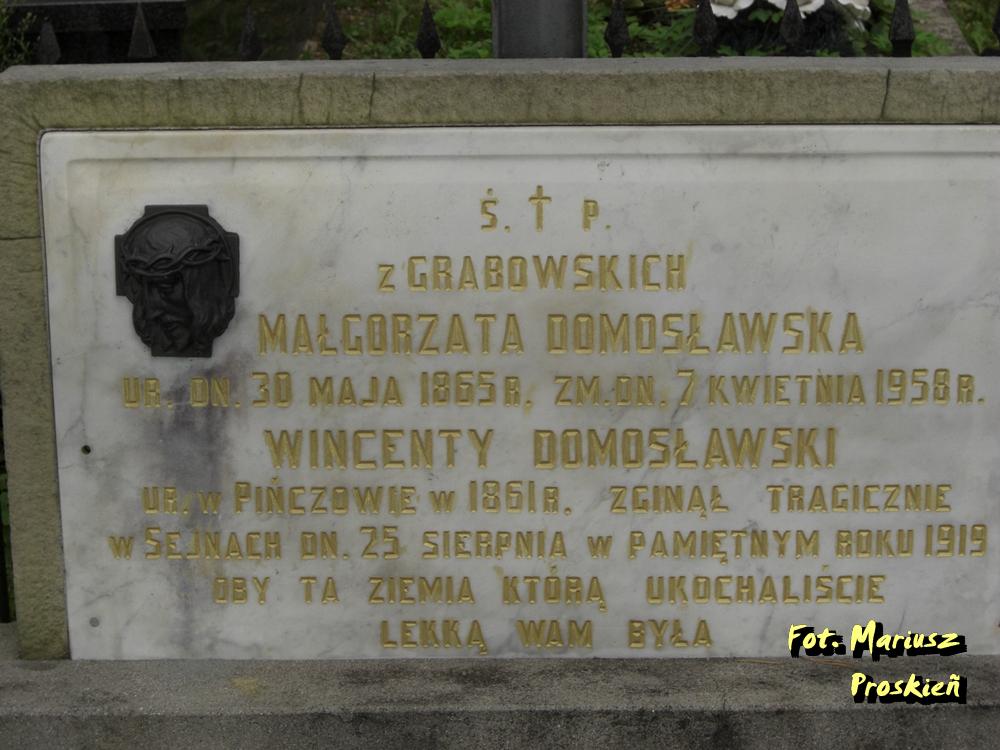 Ś. † P.
Z GRABOWSKICH
MAŁGORZATA DOMOSŁAWSKA
UR. DN. 30 MAJA 1865 R, ZM. DN. 7 KWIETNIA 1958 R.
WINCENTY DOMOSŁAWSKI
UR, W PIŃCZOWIE W 1861 R. ZGINĄŁ TRAGICZNIE
W SEJNACH DN. 25 SIERPNIA W PAMIĘTNYM ROKU 1919
OBY TA ZIEMIA KTÓRĄ UKOCHALIŚCIE
LEKKĄ WAM BYŁA
Fot. Mariusz
Proskień